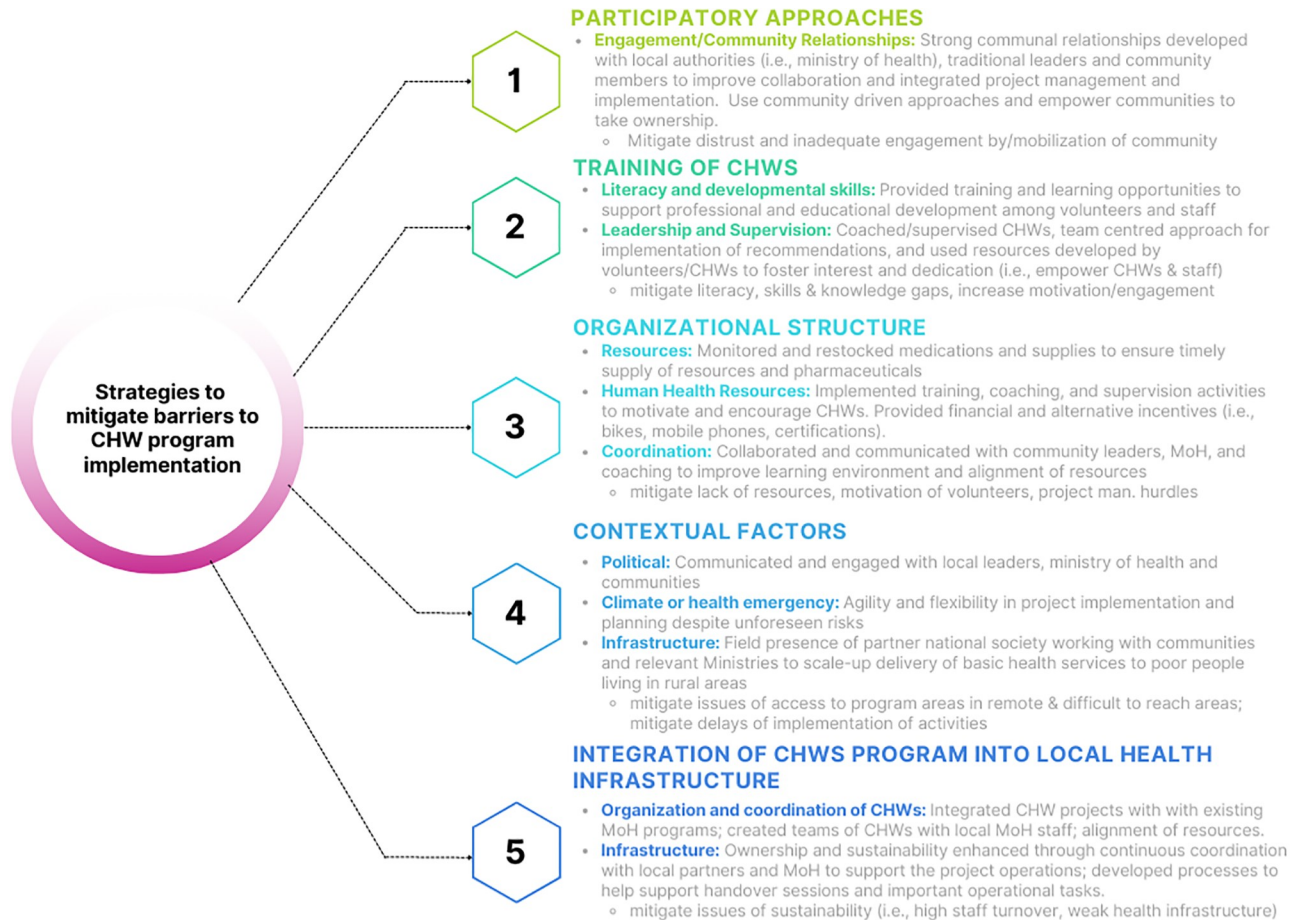 Strategies to
mitigate barriers to
CHW program
implementation
1
PARTICIPATORY APPROACHES
• Engagement/Community Relationships: Strong communal relationships developed
with local authorities (i.e., ministry of health), traditional leaders and community
members to improve collaboration and integrated project management and
implementation. Use community driven approaches and empower communities to
take ownership.
◦ Mitigate distrust and inadequate engagement by/mobilization of community
2
TRAINING OF CHWS
• Literacy and developmental skills: Provided training and learning opportunities to
support professional and educational development among volunteers and staff
• Leadership and Supervision: Coached/supervised CHWs, team centred approach for
implementation of recommendations, and used resources developed by
volunteers/CHWs to foster interest and dedication (i.e., empower CHWs & staff)
◦ mitigate literacy, skills & knowledge gaps, increase motivation/engagement
3
ORGANIZATIONAL STRUCTURE
• Resources: Monitored and restocked medications and supplies to ensure timely
supply of resources and pharmaceuticals
• Human Health Resources: Implemented training, coaching, and supervision activities
to motivate and encourage CHWs. Provided financial and alternative incentives (i.e.,
bikes, mobile phones, certifications).
• Coordination: Collaborated and communicated with community leaders, MoH, and
coaching to improve learning environment and alignment of resources
◦ mitigate lack of resources, motivation of volunteers, project man. hurdles
4
CONTEXTUAL FACTORS
• Political: Communicated and engaged with local leaders, ministry of health and
communities
• Climate or health emergency: Agility and flexibility in project implementation and
planning despite unforeseen risks
• Infrastructure: Field presence of partner national society working with communities
and relevant Ministries to scale-up delivery of basic health services to poor people
living in rural areas
◦ mitigate issues of access to program areas in remote & difficult to reach areas;
mitigate delays of implementation of activities
5
INTEGRATION OF CHWS PROGRAM INTO LOCAL HEALTH
INFRASTRUCTURE
• Organization and coordination of CHWs: Integrated CHW projects with with existing
MoH programs; created teams of CHWs with local MoH staff; alignment of resources.
• Infrastructure: Ownership and sustainability enhanced through continuous coordination
with local partners and MoH to support the project operations; developed processes to
help support handover sessions and important operational tasks.
◦ mitigate issues of sustainability (i.e., high staff turnover, weak health infrastructure)